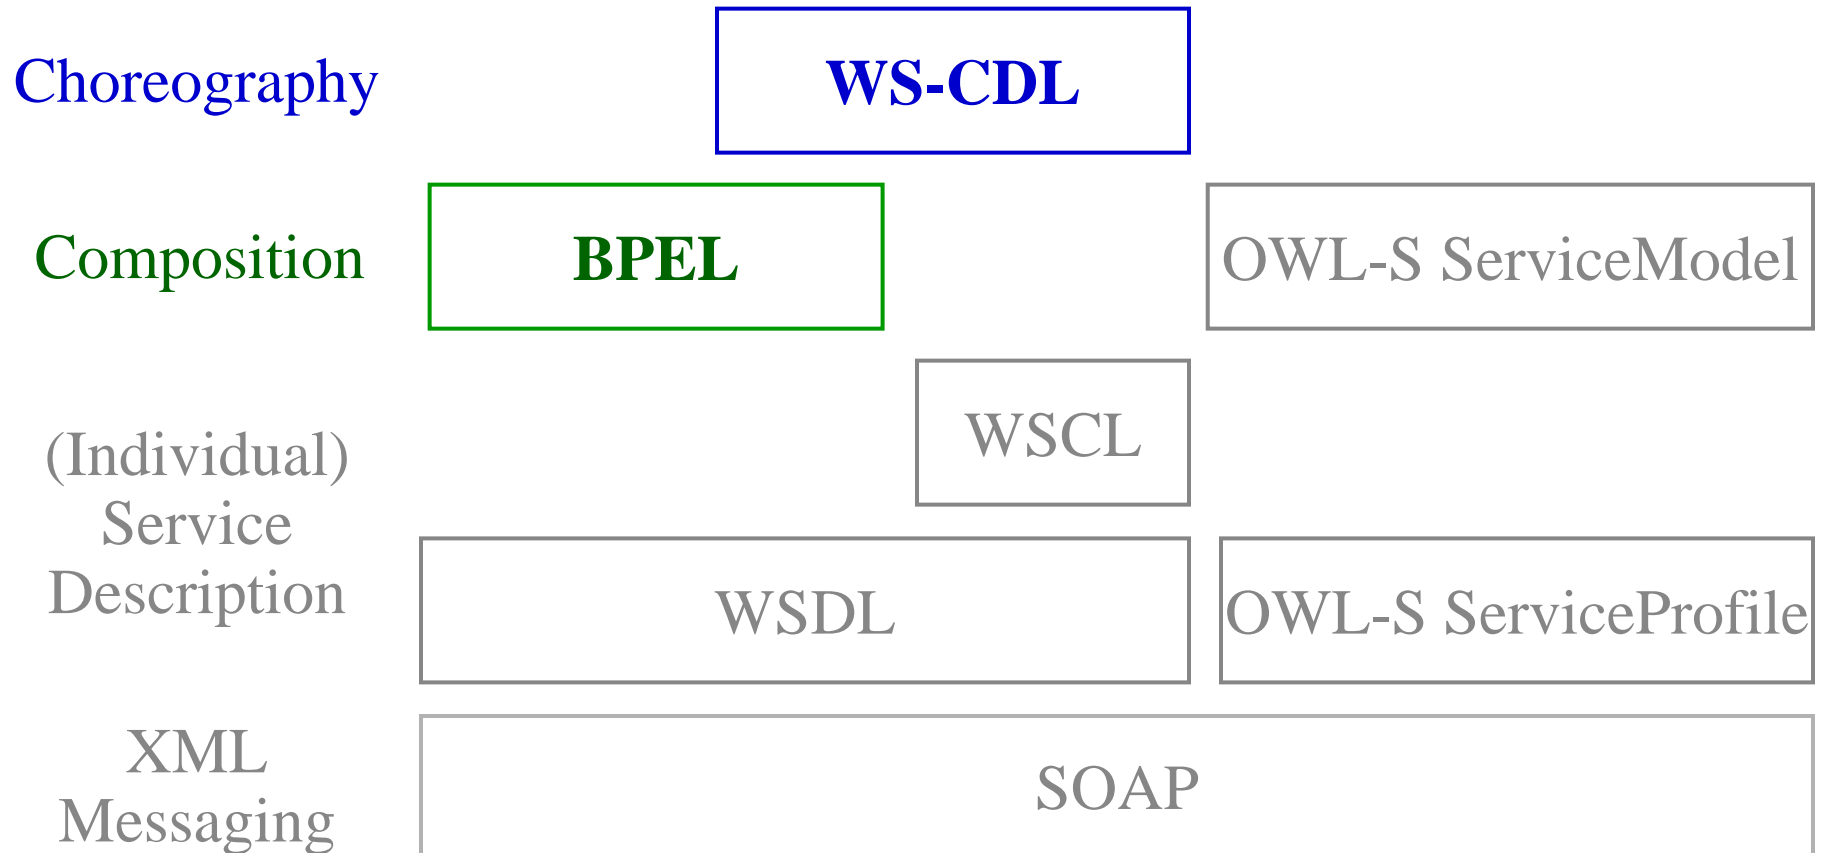 Choreography
WS-CDL
Composition
BPEL
OWL-S ServiceModel
WSCL
(Individual)
Service
Description
WSDL
OWL-S ServiceProfile
XML
Messaging
SOAP